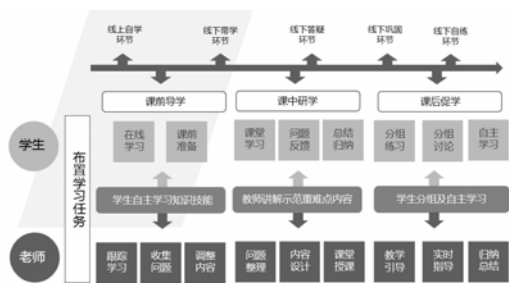 线上自学
环节
线下带学
环节
线下答疑
环节
线下巩固
环节
线下自练
环节
课前导学
课中研学
课后促学
学生
布置学习任务
在线
学习
课前
准备
课堂
学习
问题
反馈
总结
归纳
分组
练习
分组
讨论
自主
学习
学生自主学习知识技能
教师讲解示范重难点内容
学生分组及自主学习
老师
跟踪
学习
收集
问题
调整
内容
问题
整理
内容
设计
课堂
授课
教学
引导
实时
指导
归纳
总结